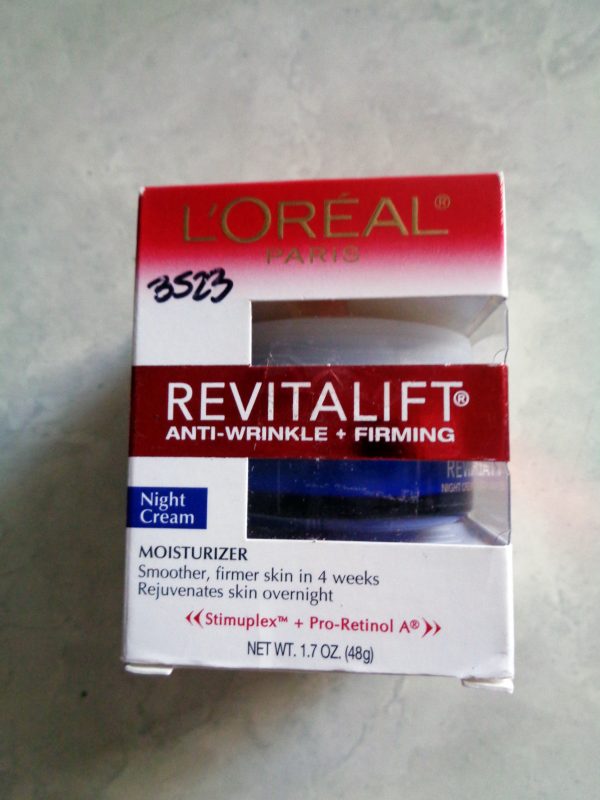 L'ORÉAL®
PARIS
3523
REVITALIFT®
ANTI-WRINKLE + FIRMING
Night
Cream
MOISTURIZER
Smoother, firmer skin in 4 weeks
Rejuvenates skin overnight
Stimuplex™ + Pro-Retinol A®
NET WT. 1.7 OZ. (48g)